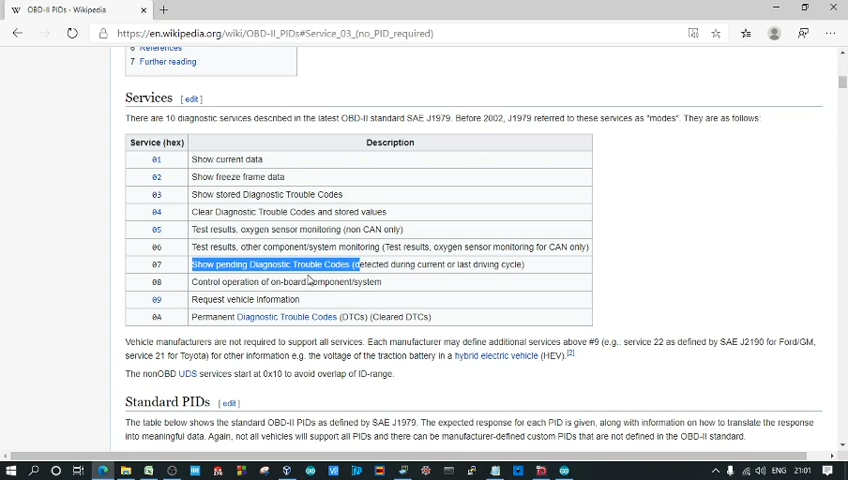 W OBD-II PIDs - Wikipedia
https://en.wikipedia.org/wiki/OBD-II_PIDs#Service_03_(no_PID_required)
6 References
7 Further reading
Services [ edit ]
There are 10 diagnostic services described in the latest OBD-II standard SAE J1979. Before 2002, J1979 referred to these services as "modes". They are as follows:
Service (hex) Description
01 Show current data
02 Show freeze frame data
03 Show stored Diagnostic Trouble Codes
04 Clear Diagnostic Trouble Codes and stored values
05 Test results, oxygen sensor monitoring (non CAN only)
06 Test results, other component/system monitoring (Test results, oxygen sensor monitoring for CAN only)
07 Show pending Diagnostic Trouble Codes (detected during current or last driving cycle)
08 Control operation of on-board component/system
09 Request vehicle information
0A Permanent Diagnostic Trouble Codes (DTCs) (Cleared DTCs)
Vehicle manufacturers are not required to support all services. Each manufacturer may define additional services above #9 (e.g.: service 22 as defined by SAE J2190 for Ford/GM,
service 21 for Toyota) for other information e.g. the voltage of the traction battery in a hybrid electric vehicle (HEV).[2]
The nonOBD UDS services start at 0x10 to avoid overlap of ID-range.
Standard PIDs [ edit ]
The table below shows the standard OBD-II PIDs as defined by SAE J1979. The expected response for each PID is given, along with information on how to translate the response
into meaningful data. Again, not all vehicles will support all PIDs and there can be manufacturer-defined custom PIDs that are not defined in the OBD-II standard.
ENG 21:01